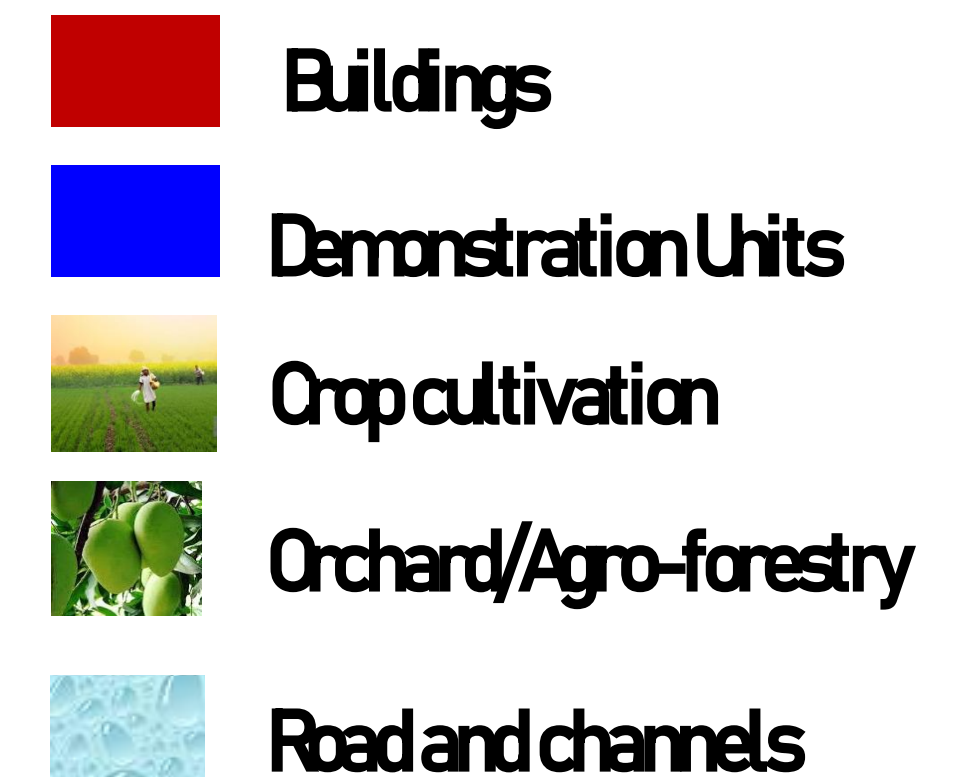 Buildings
Demonstration Units
Crop cultivation
Orchard/Agro-forestry
Road and channels